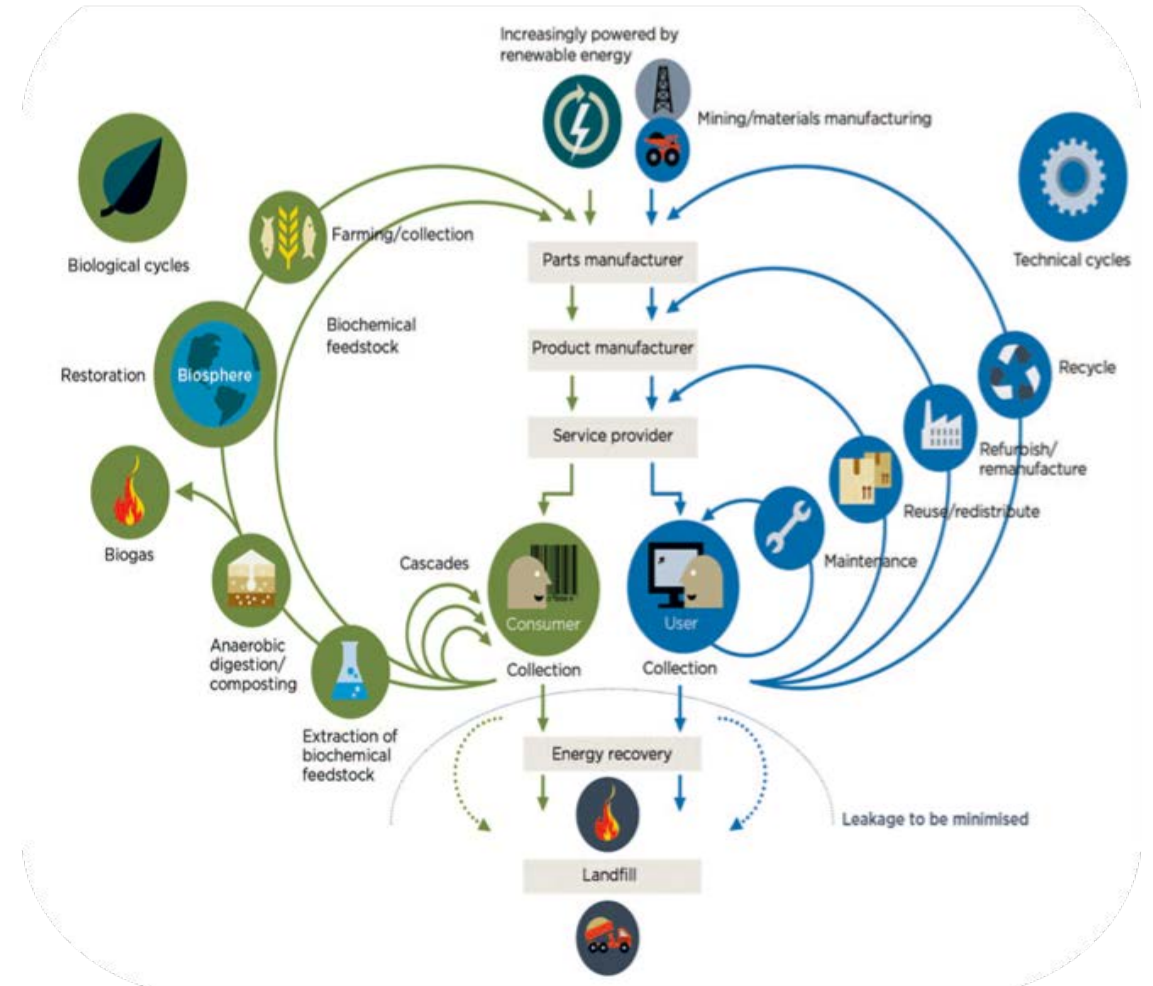 Increasingly powered by
renewable energy
Mining/materials manufacturing
Biological cycles
Technical cycles
Farming/collection
Parts manufacturer
Biochemical
feedstock
Product manufacturer
Restoration
Biosphere
Recycle
Service provider
Refurbish/
remanufacture
Reuse/redistribute
Biogas
Maintenance
Cascades
Consumer
User
Anaerobic
digestion/
composting
Collection
Collection
Extraction of
biochemical
feedstock
Energy recovery
Leakage to be minimised
Landfill